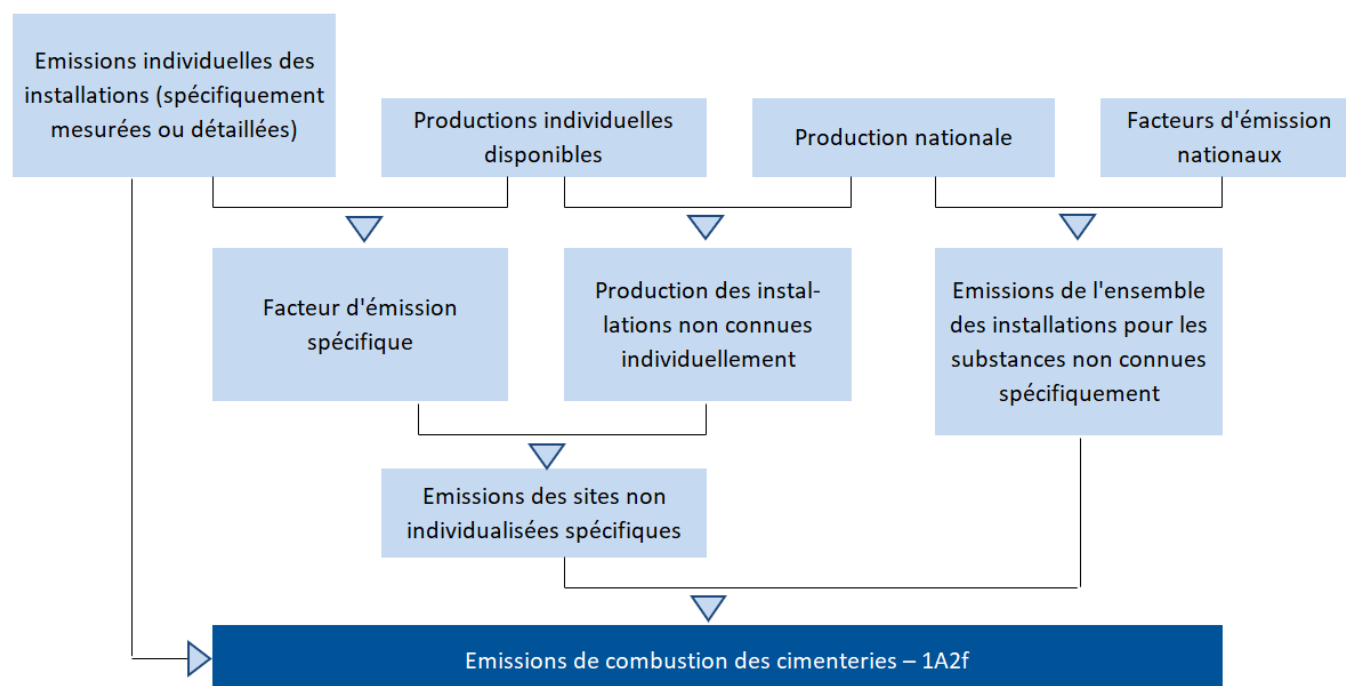 Emissions individuelles des
installations (spécifiquement
mesurées ou détaillées)
Productions individuelles
disponibles
Production nationale
Facteurs d'émission
nationaux
Facteur d'émission
spécifique
Production des instal-
lations non connues
individuellement
Emissions de l'ensemble
des installations pour les
substances non connues
spécifiquement
Emissions des sites non
individualisées spécifiques
Emissions de combustion des cimenteries – 1A2f